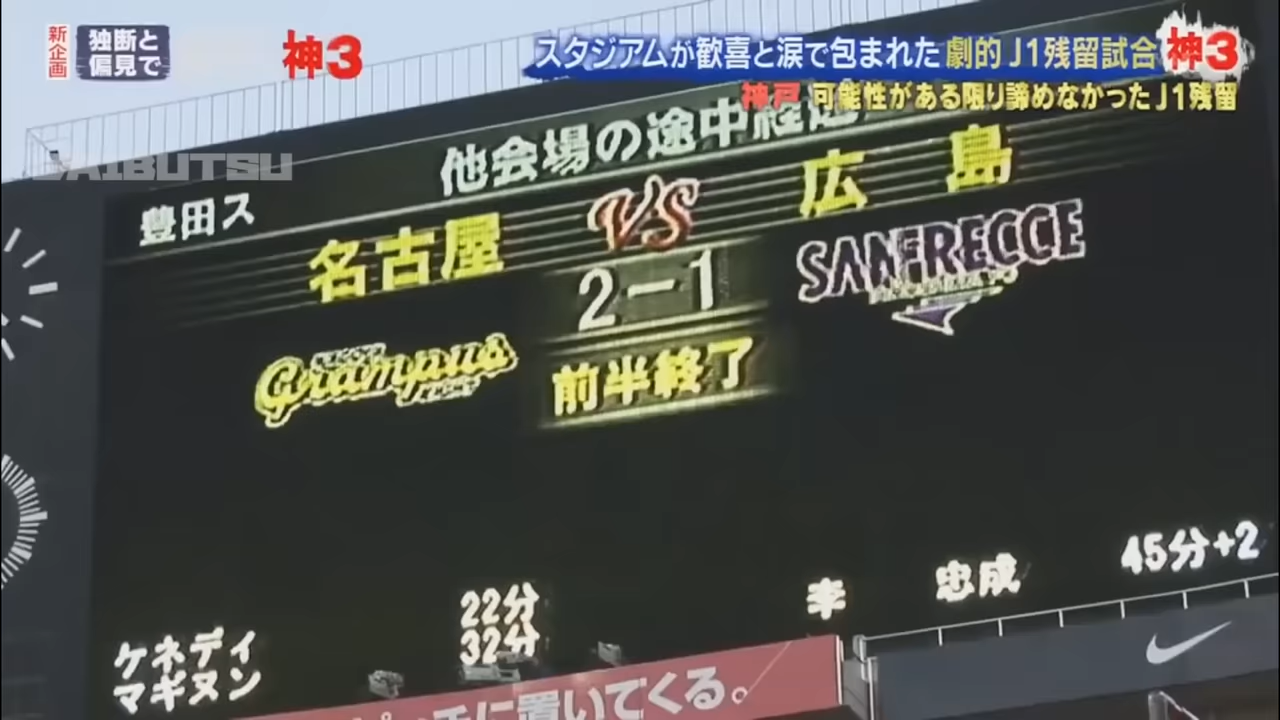 新企画
独断と
偏見で
神3
スタジアムが歓喜と涙で包まれた 劇的 J1残留試合
神3
神戸 可能性がある限り諦めなかったJ1残留
AIBUTSU
他会場の途中経過
豊田ス
名古屋
VS
広島
2-1
SANFRECCE
Grampus
前半終了
ケネディ 22分
マギヌン 32分
李 忠成 45分+2
に置いてくる。